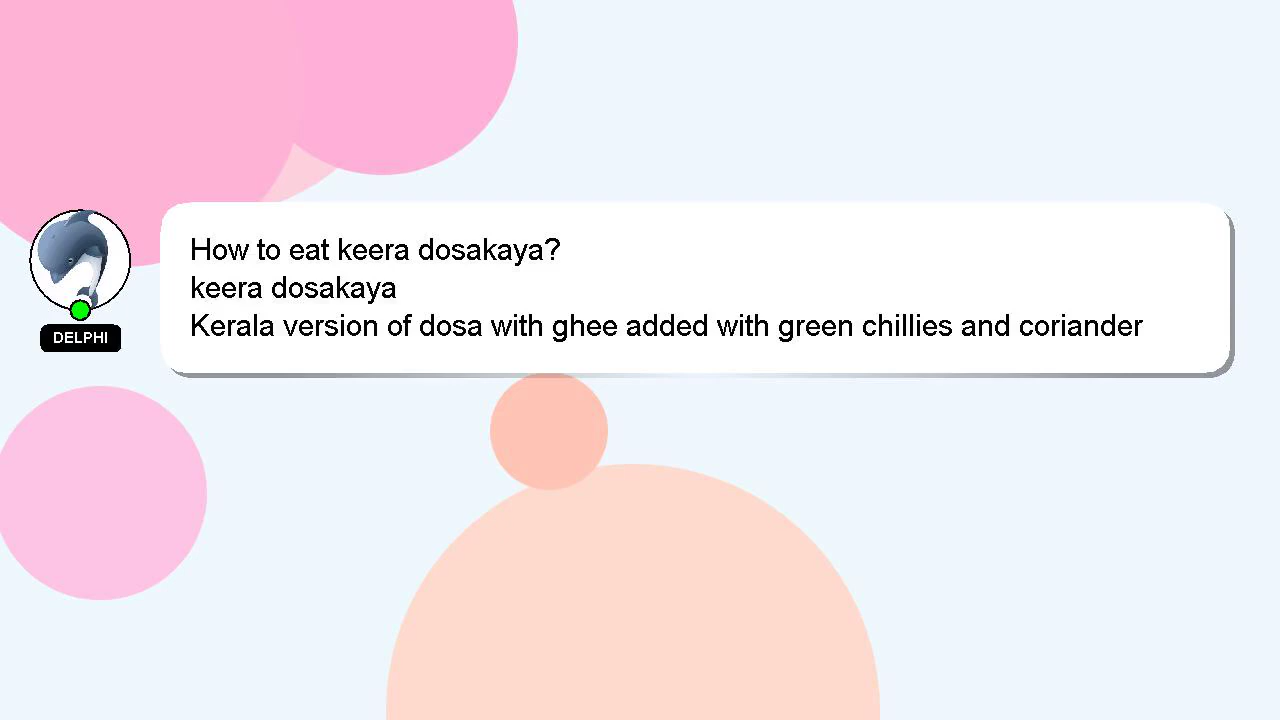 How to eat keera dosakaya?
keera dosakaya
Kerala version of dosa with ghee added with green chillies and coriander
DELPHI